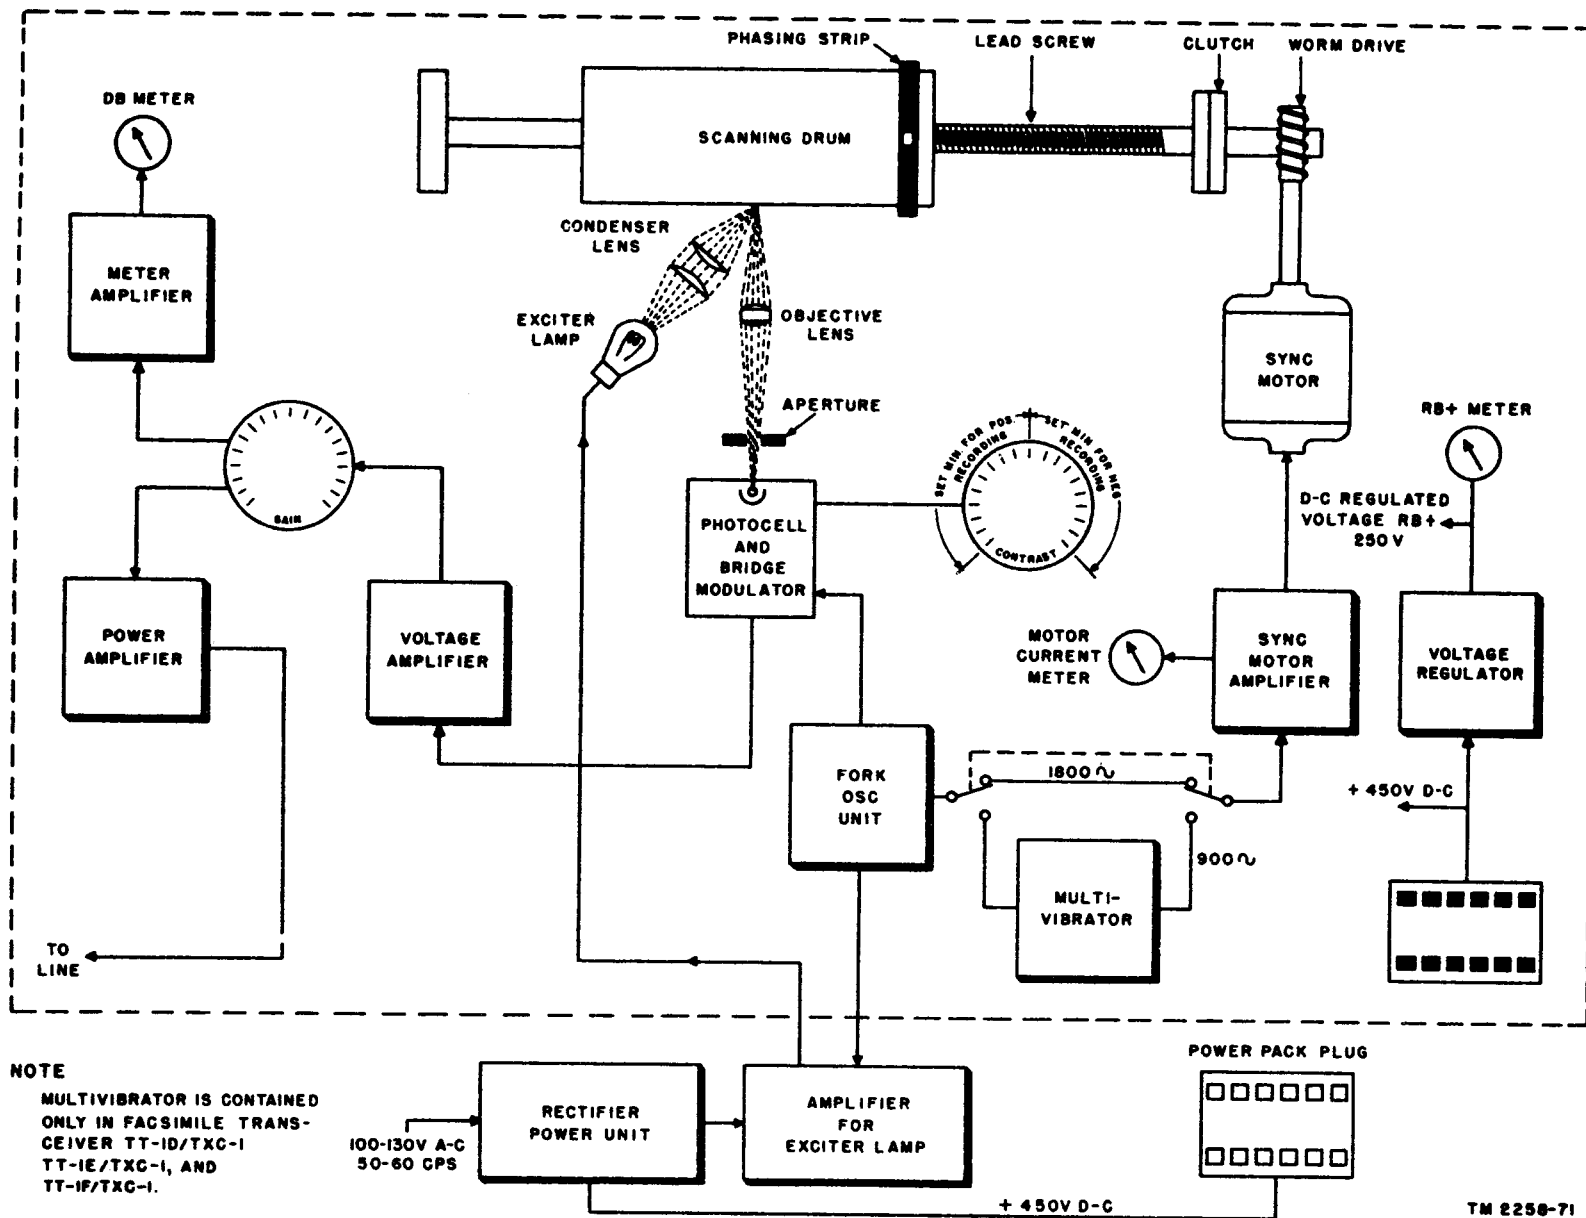 PHASING STRIP
LEAD SCREW
CLUTCH
WORM DRIVE
DB METER
SCANNING DRUM
CONDENSER
LENS
METER
AMPLIFIER
EXCITER
LAMP
OBJECTIVE
LENS
SYNC
MOTOR
APERTURE
RB+ METER
SET MIN. FOR POS.
RECORDING
SET MIN. FOR NEG
RECORDING
GAIN
CONTRAST
D-C REGULATED
VOLTAGE RB+
250 V
PHOTOCELL
AND
BRIDGE
MODULATOR
POWER
AMPLIFIER
VOLTAGE
AMPLIFIER
MOTOR
CURRENT
METER
SYNC
MOTOR
AMPLIFIER
VOLTAGE
REGULATOR
FORK
OSC
UNIT
1800 ~
+ 450V D-C
900 ~
MULTI-
VIBRATOR
TO
LINE
NOTE
MULTIVIBRATOR IS CONTAINED
ONLY IN FACSIMILE TRANS-
CEIVER TT-1D/TXC-1
TT-1E/TXC-1, AND
TT-1F/TXC-1.
100-130V A-C
50-60 CPS
RECTIFIER
POWER UNIT
AMPLIFIER
FOR
EXCITER LAMP
POWER PACK PLUG
+ 450V D-C
TM 2258-71